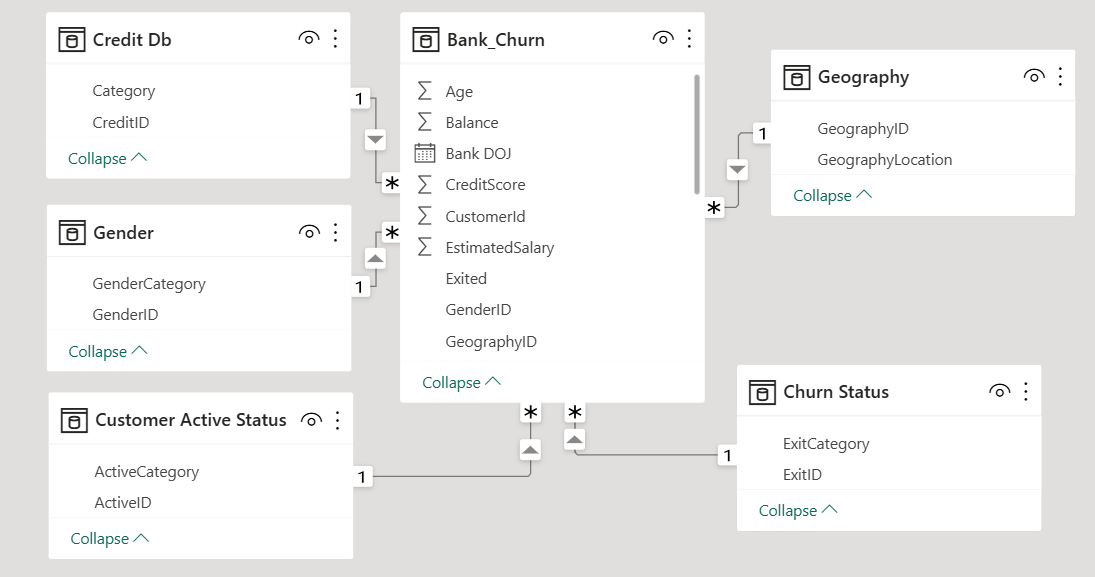 Credit Db
Category
CreditID
Collapse
1
*
Gender
GenderCategory
GenderID
Collapse
1
*
Customer Active Status
ActiveCategory
ActiveID
Collapse
1
*
Bank_Churn
Age
Balance
Bank DOJ
CreditScore
CustomerId
EstimatedSalary
Exited
GenderID
GeographyID
Collapse
Geography
GeographyID
GeographyLocation
Collapse
1
*
Churn Status
ExitCategory
ExitID
Collapse
1
*